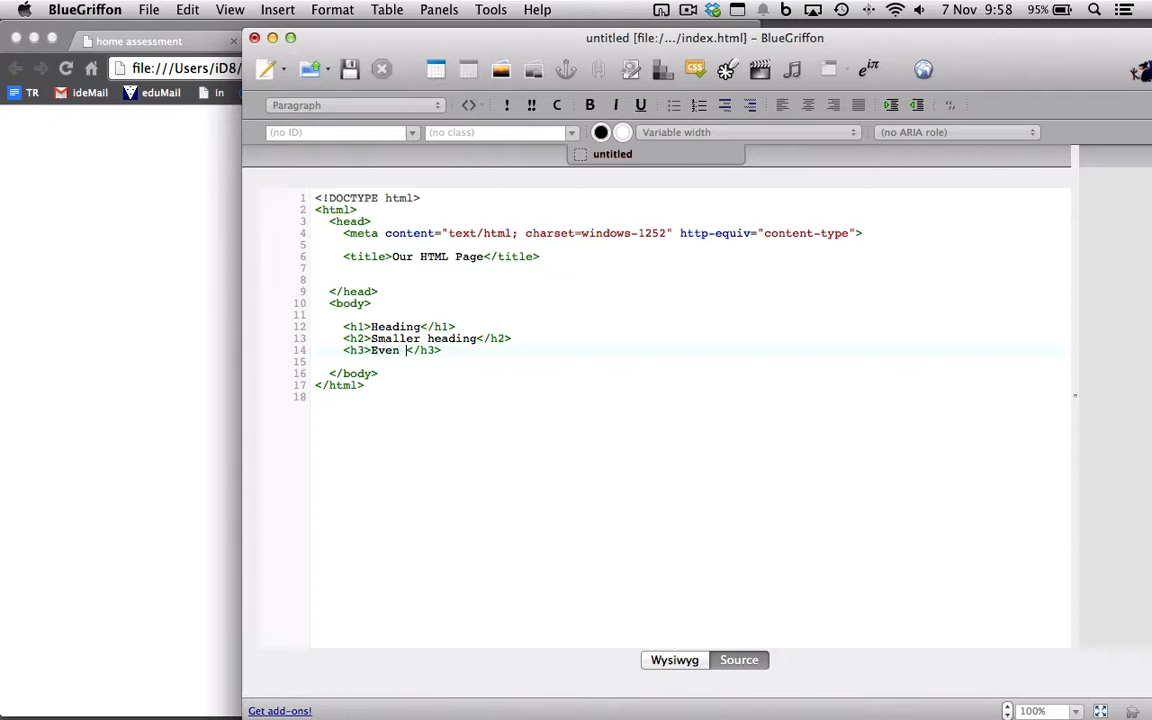 BlueGriffon File Edit View Insert Format Table Panels Tools Help 7 Nov 9:58 95%
home assessment
untitled [file:/.../index.html] - BlueGriffon
file:///Users/iD8/
TR ideMail eduMail in
Paragraph <> ! !! C B I U
(no ID) (no class) Variable width (no ARIA role)
untitled
1 <!DOCTYPE html>
2 <html>
3 <head>
4 <meta content="text/html; charset=windows-1252" http-equiv="content-type">
5
6 <title>Our HTML Page</title>
7
8
9 </head>
10 <body>
11
12 <h1>Heading</h1>
13 <h2>Smaller heading</h2>
14 <h3>Even </h3>
15
16 </body>
17 </html>
18
Wysiwyg Source
Get add-ons! 100%